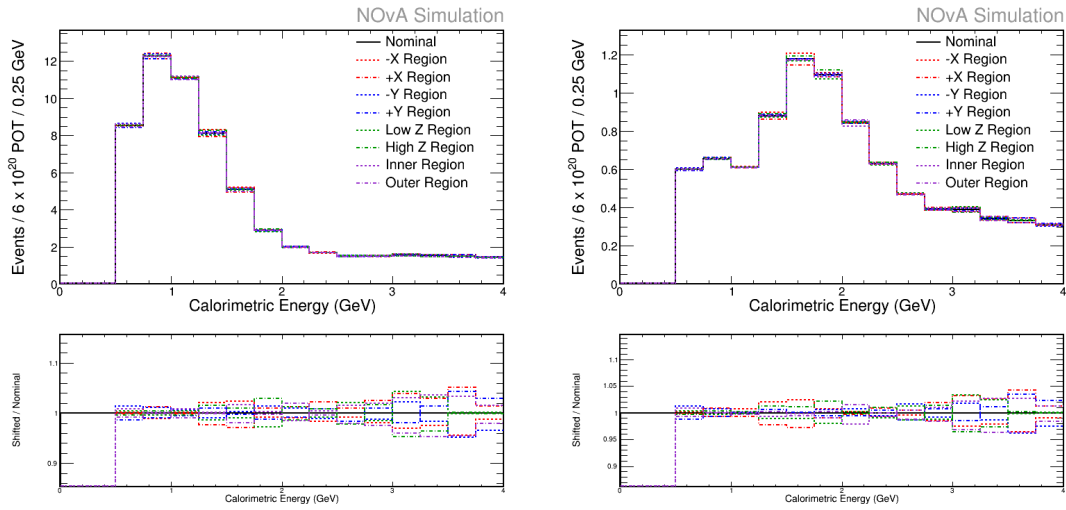 NOvA Simulation
Events / 6 x 10^20 POT / 0.25 GeV
12
10
8
6
4
2
0
Nominal
-X Region
+X Region
-Y Region
+Y Region
Low Z Region
High Z Region
Inner Region
Outer Region
0 1 2 3 4
Calorimetric Energy (GeV)
Shifted / Nominal
1.1
1
0.9
0 1 2 3 4
Calorimetric Energy (GeV)
NOvA Simulation
Events / 6 x 10^20 POT / 0.25 GeV
1.2
1
0.8
0.6
0.4
0.2
0
Nominal
-X Region
+X Region
-Y Region
+Y Region
Low Z Region
High Z Region
Inner Region
Outer Region
0 1 2 3 4
Calorimetric Energy (GeV)
Shifted / Nominal
1.1
1.05
1
0.95
0.9
0 1 2 3 4
Calorimetric Energy (GeV)